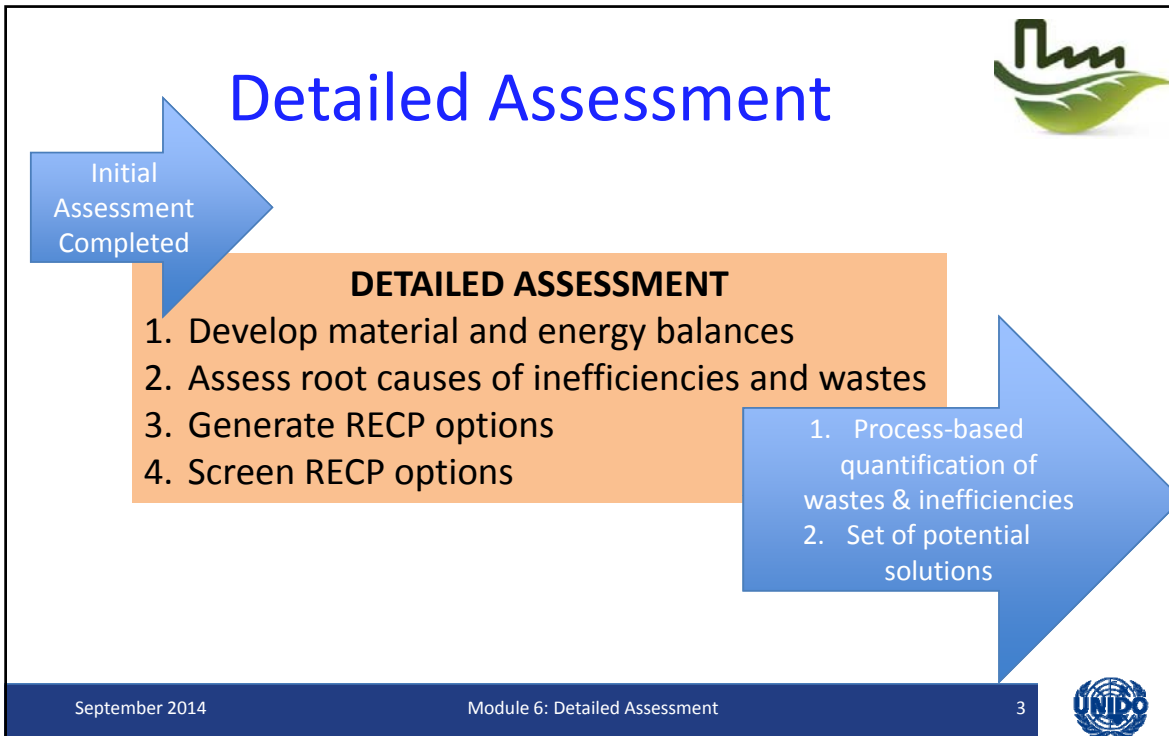 Detailed Assessment
Initial
Assessment
Completed
DETAILED ASSESSMENT
1. Develop material and energy balances
2. Assess root causes of inefficiencies and wastes
3. Generate RECP options
4. Screen RECP options
1. Process-based
quantification of
wastes & inefficiencies
2. Set of potential
solutions
September 2014
Module 6: Detailed Assessment
3
UNIDO